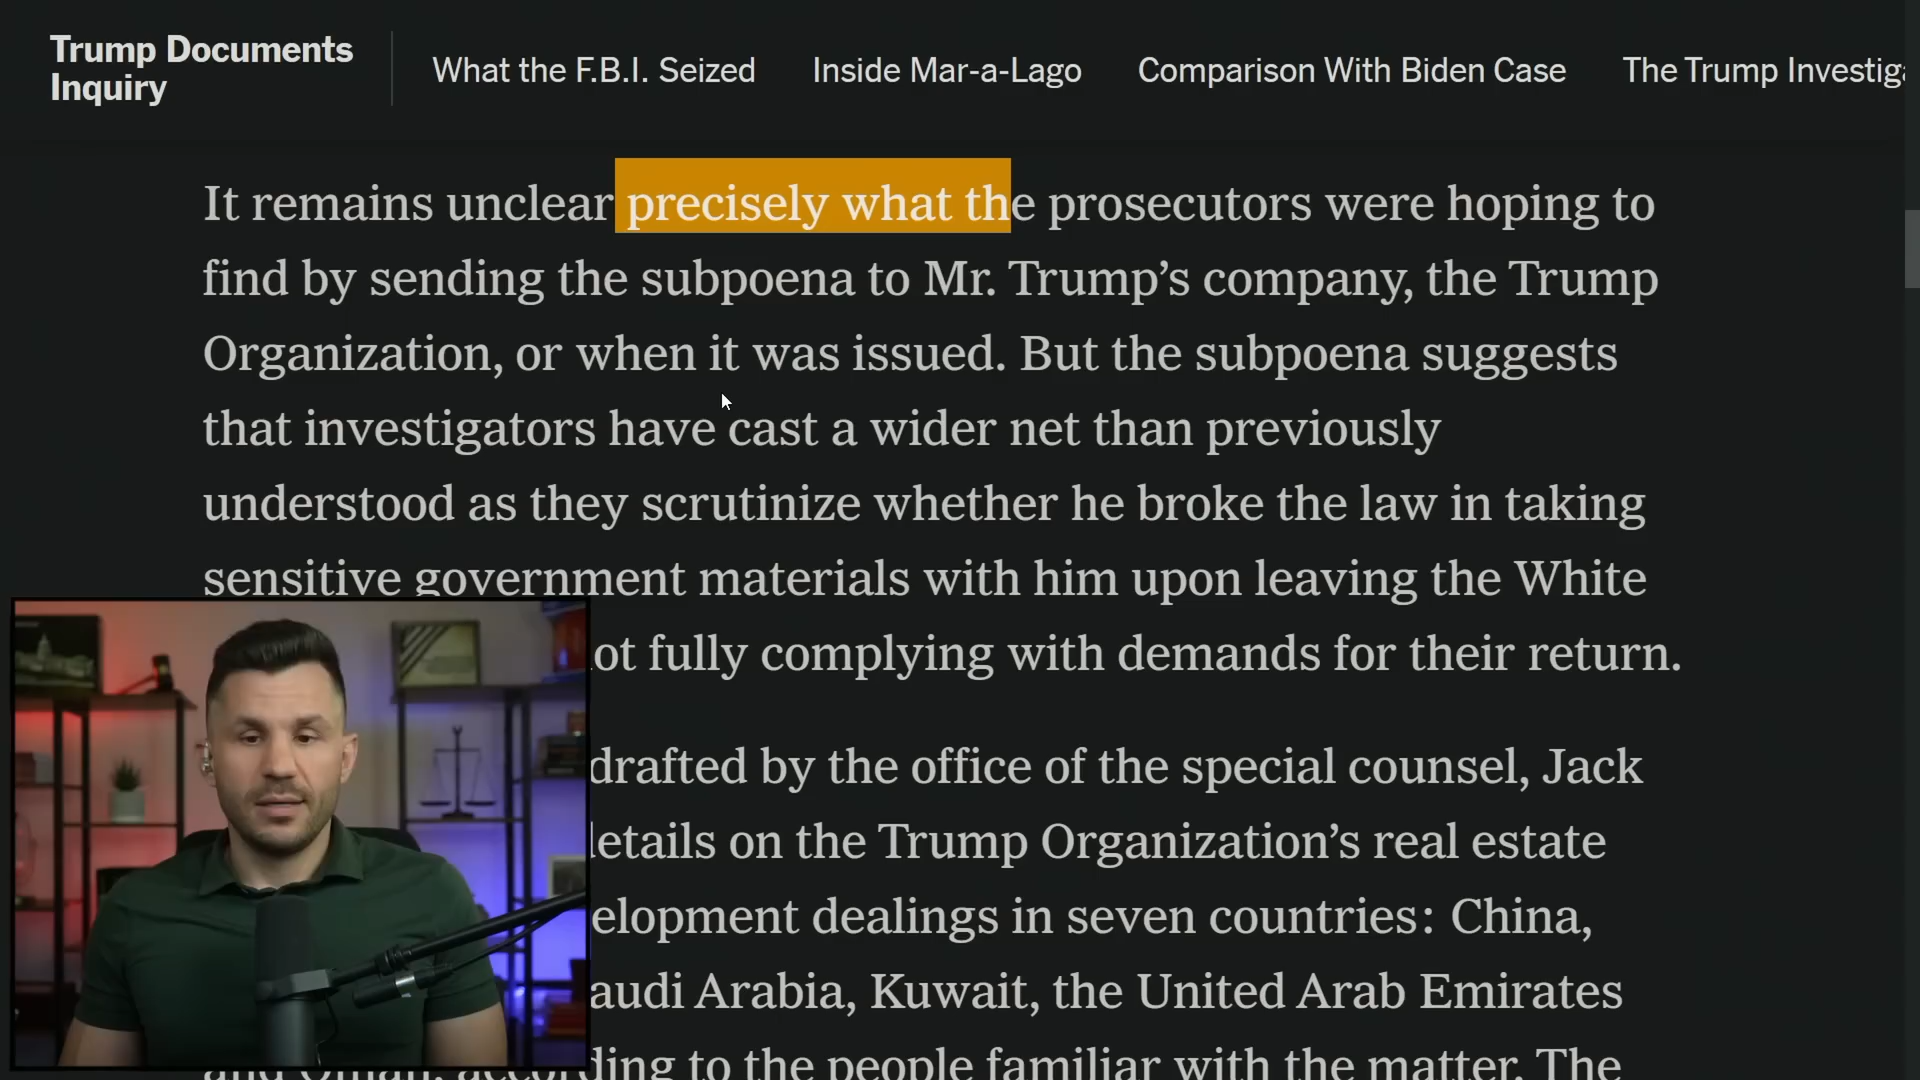 Trump Documents
Inquiry
What the F.B.I. Seized
Inside Mar-a-Lago
Comparison With Biden Case
The Trump Investiga
It remains unclear precisely what the prosecutors were hoping to
find by sending the subpoena to Mr. Trump’s company, the Trump
Organization, or when it was issued. But the subpoena suggests
that investigators have cast a wider net than previously
understood as they scrutinize whether he broke the law in taking
sensitive government materials with him upon leaving the White
ot fully complying with demands for their return.
drafted by the office of the special counsel, Jack
etails on the Trump Organization’s real estate
elopment dealings in seven countries: China,
audi Arabia, Kuwait, the United Arab Emirates
ding to the people familiar with the matter. The